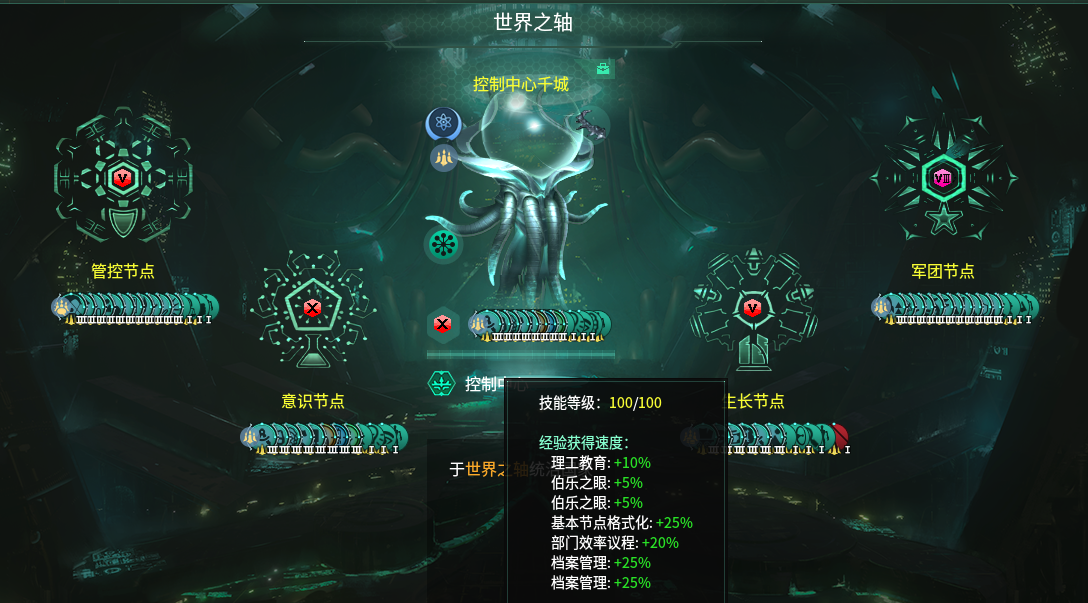 世界之轴
控制中心千城
V
VIII
管控节点
军团节点
X
X
V
意识节点
生长节点
控制中心
技能等级: 100/100
于世界之轴统
经验获得速度:
理工教育: +10%
伯乐之眼: +5%
伯乐之眼: +5%
基本节点格式化: +25%
部门效率议程: +20%
档案管理: +25%
档案管理: +25%